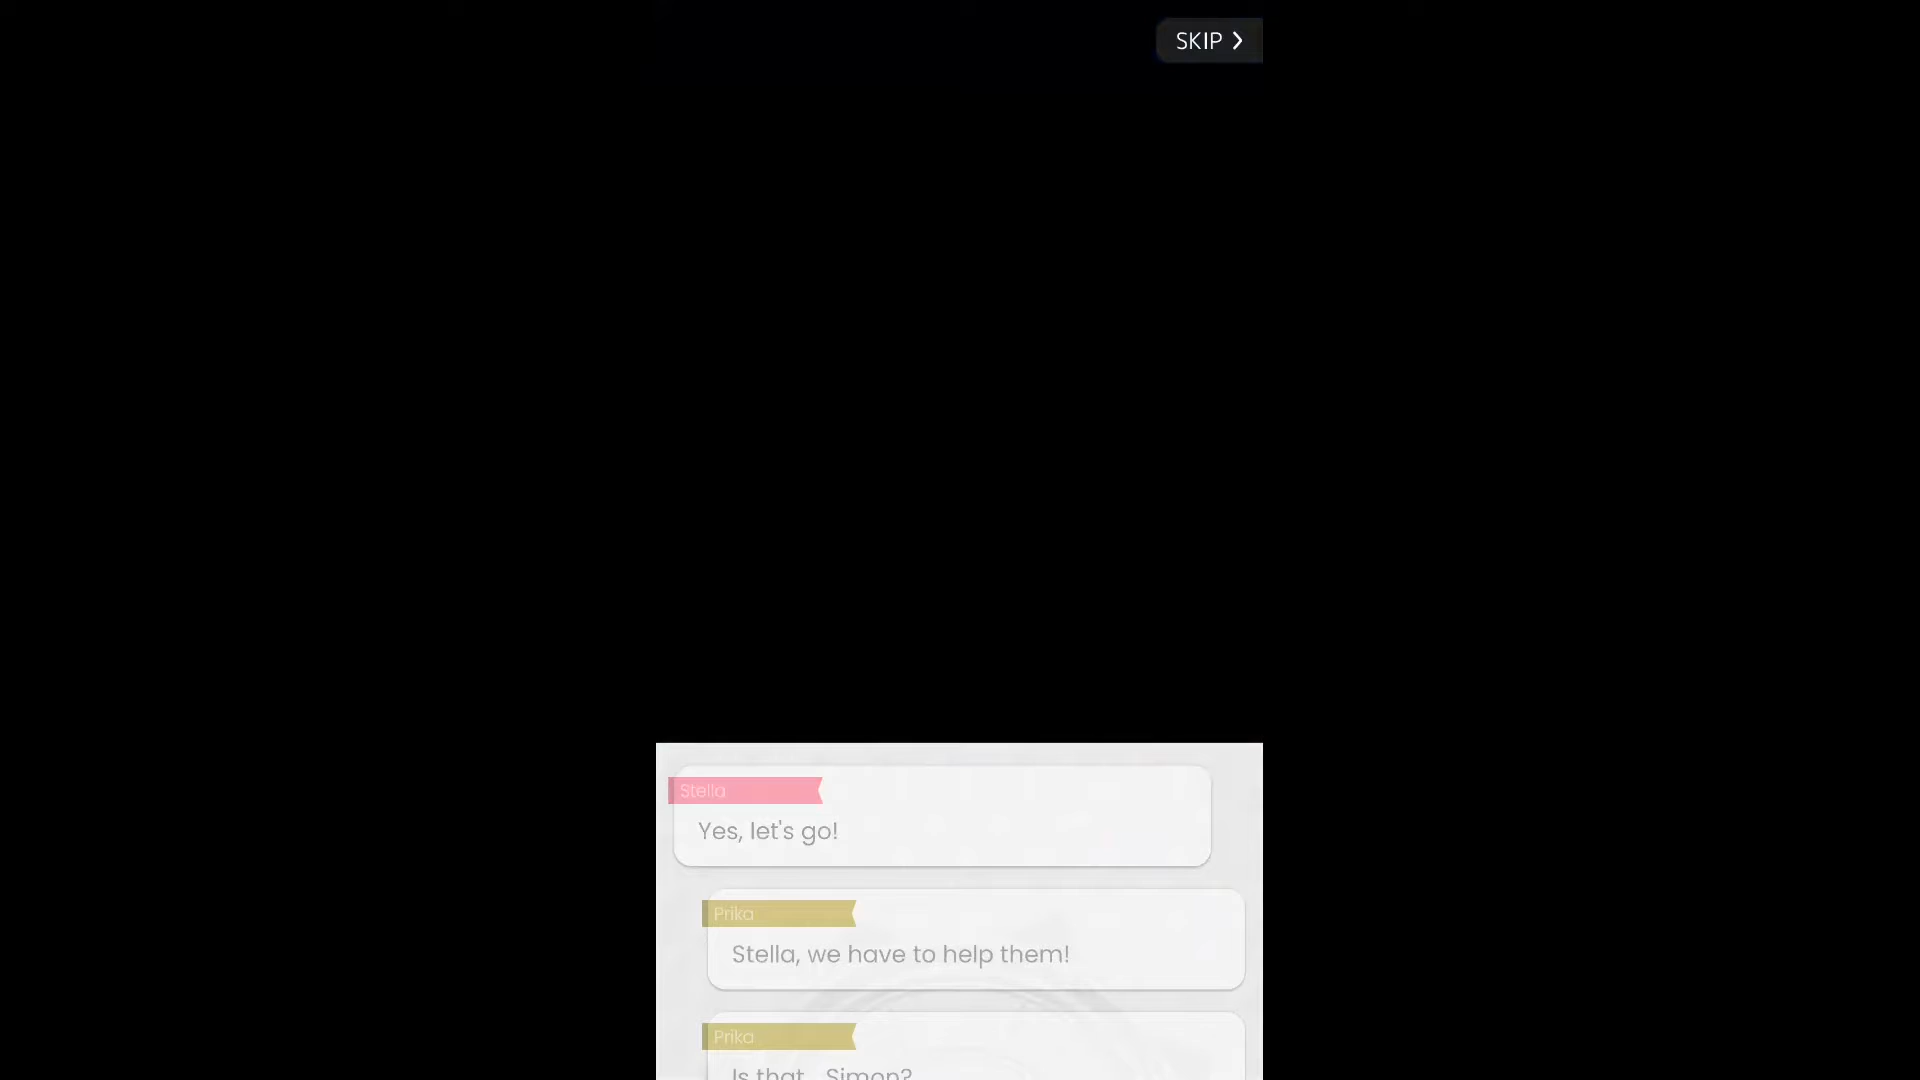 SKIP
Stella
Yes, let's go!
Prika
Stella, we have to help them!
Prika
Is that... Simon?